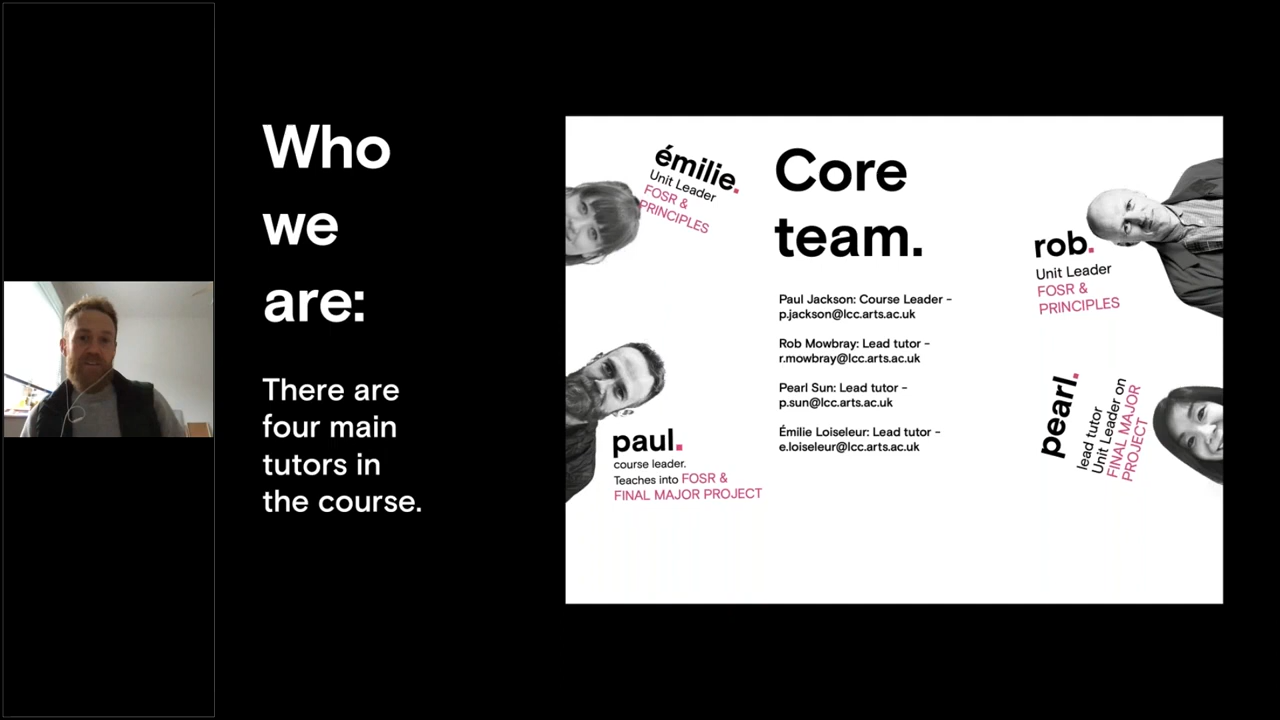 Who
we
are:
There are
four main
tutors in
the course.
émilie.
Unit Leader
FOSR &
PRINCIPLES
Core
team.
Paul Jackson: Course Leader -
p.jackson@lcc.arts.ac.uk
Rob Mowbray: Lead tutor -
r.mowbray@lcc.arts.ac.uk
Pearl Sun: Lead tutor -
p.sun@lcc.arts.ac.uk
Émilie Loiseleur: Lead tutor -
e.loiseleur@lcc.arts.ac.uk
rob.
Unit Leader
FOSR &
PRINCIPLES
paul.
course leader.
Teaches into FOSR &
FINAL MAJOR PROJECT
pearl.
lead tutor
Unit Leader on
FINAL MAJOR
PROJECT